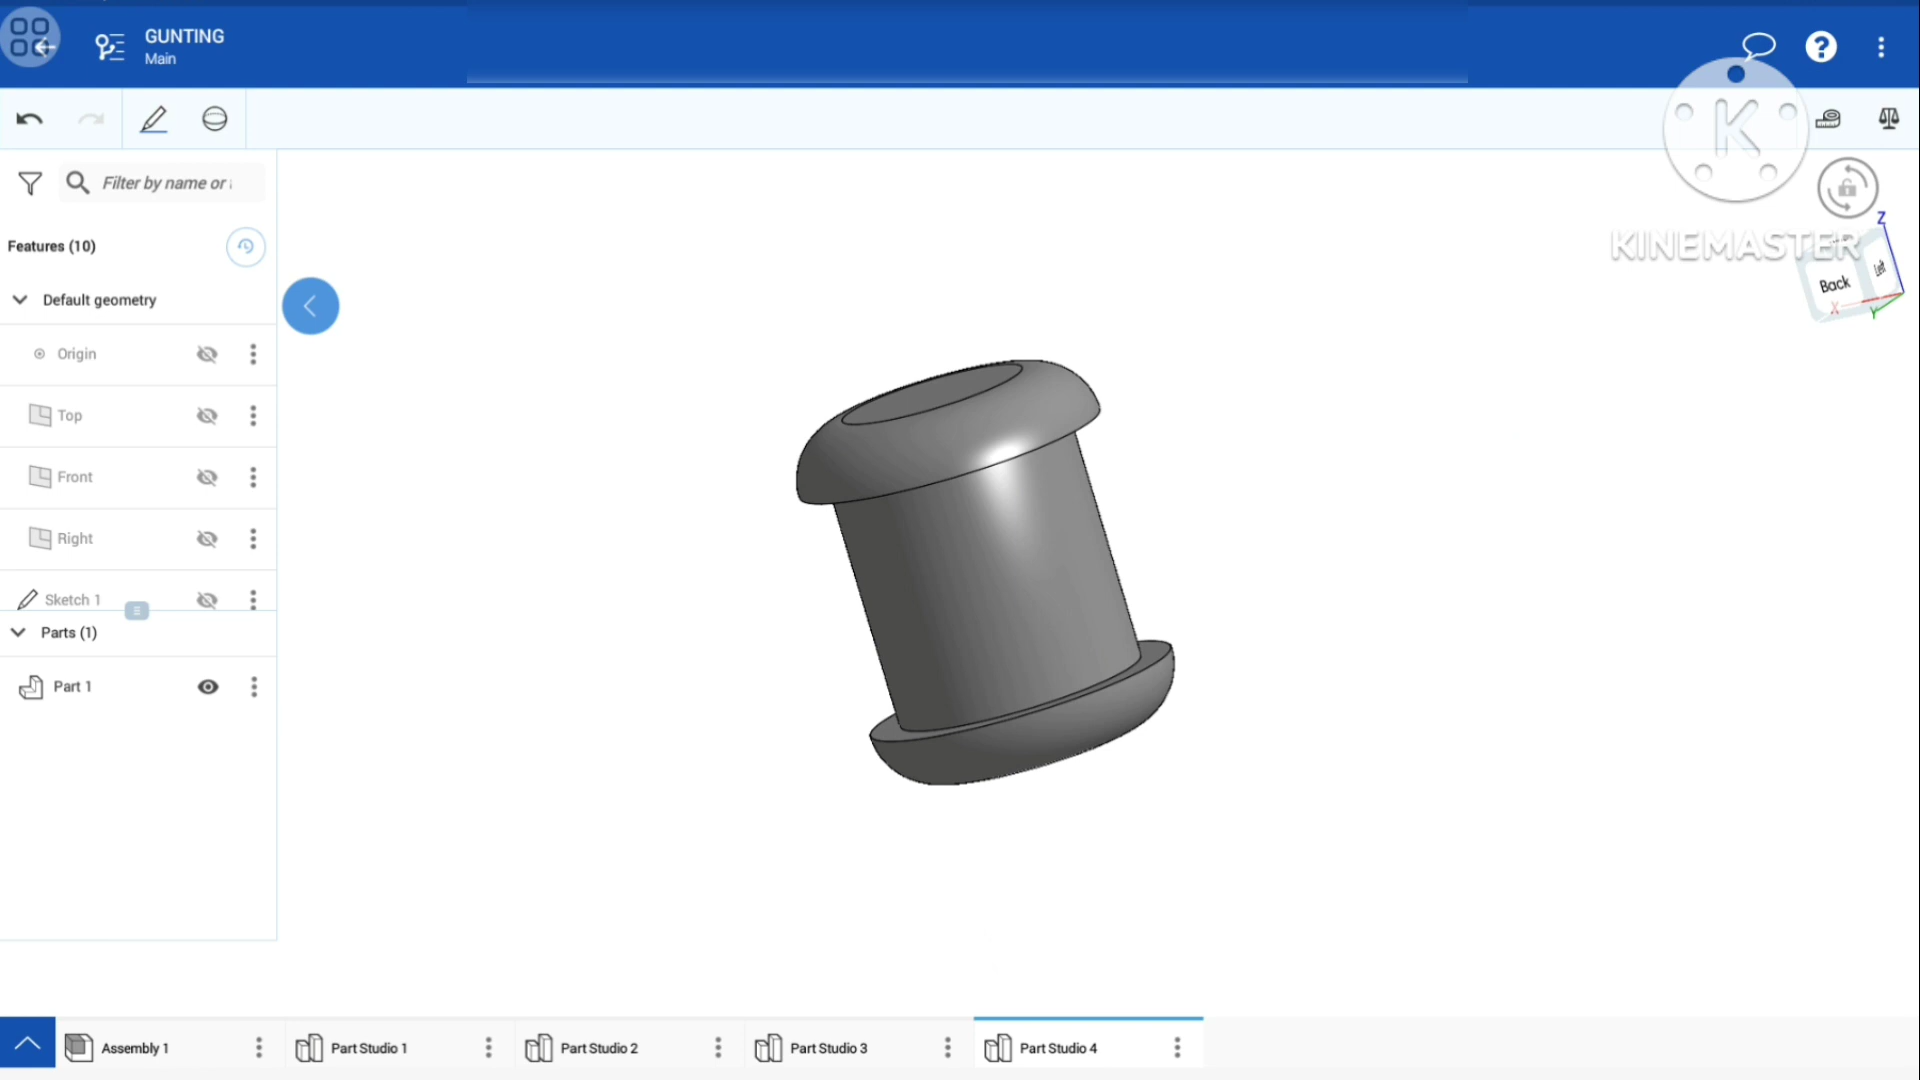 GUNTING
Main
Filter by name or
Features (10)
Default geometry
Origin
Top
Front
Right
Sketch 1
Parts (1)
Part 1
K
KINEMASTER
Z
Back
Left
X
Y
Assembly 1
Part Studio 1
Part Studio 2
Part Studio 3
Part Studio 4